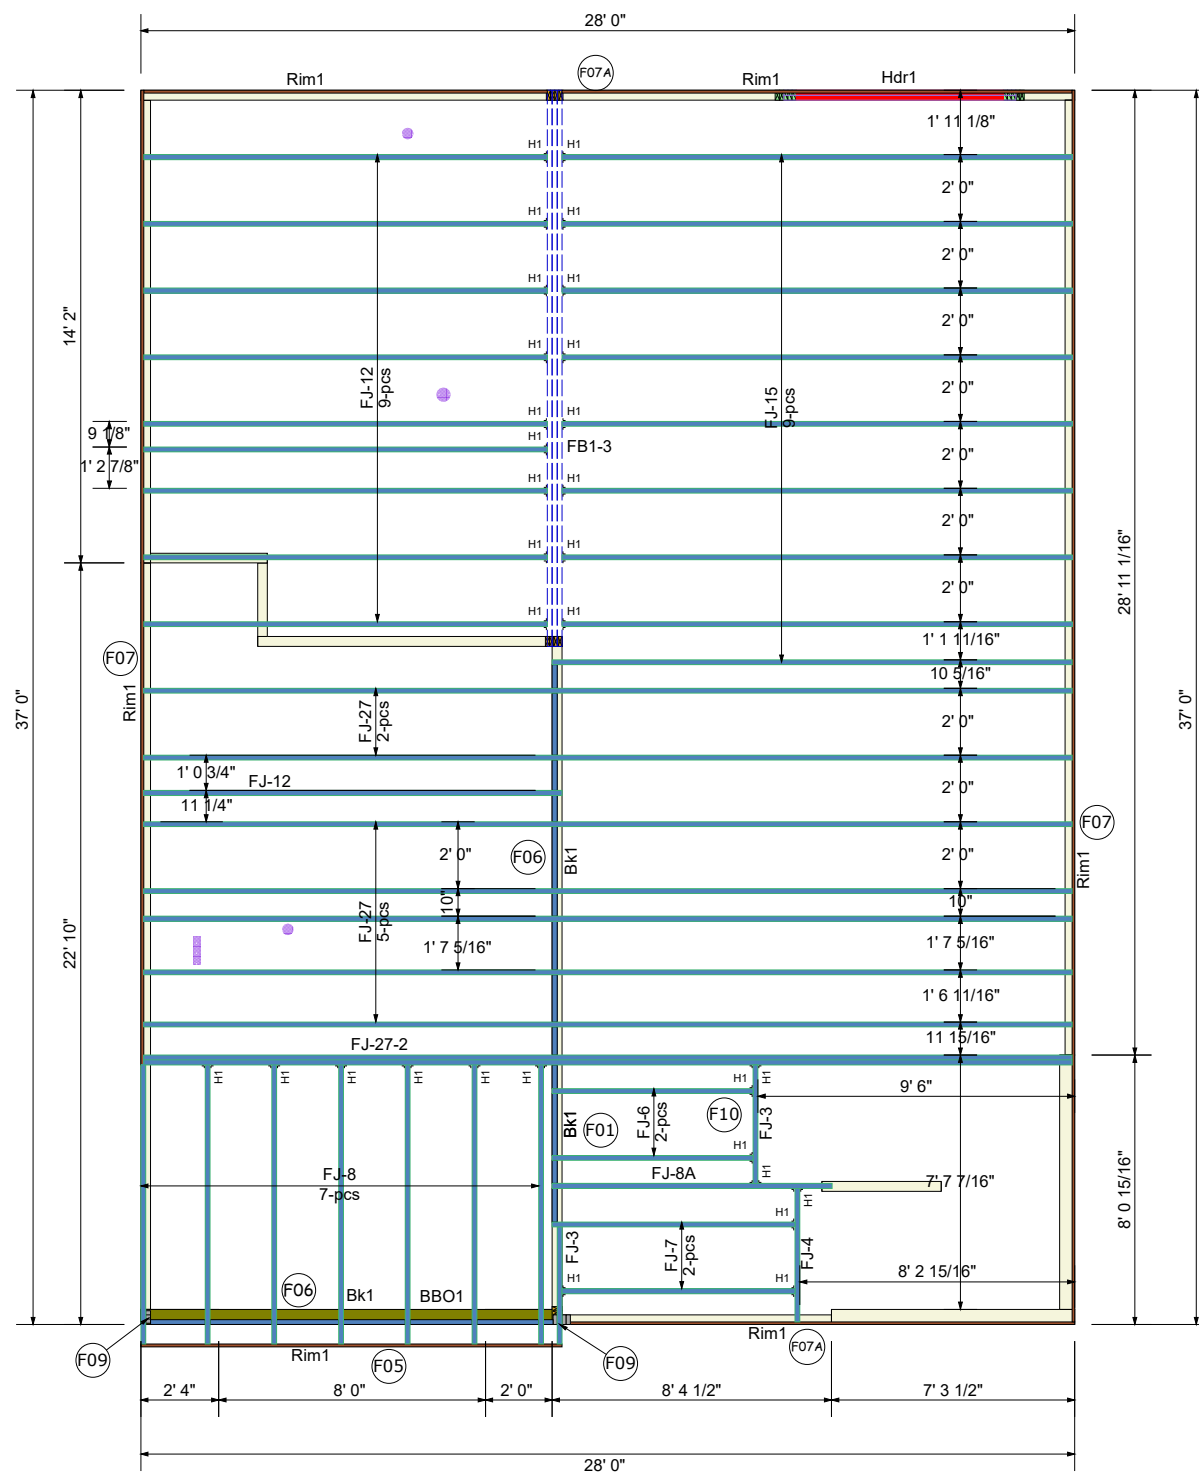 28' 0"
F07A
Rim1
Rim1
Hdr1
1' 11 1/8"
H1
H1
2' 0"
H1
H1
2' 0"
H1
H1
2' 0"
14' 2"
H1
H1
FJ-12
9-pcs
FJ-15
9-pcs
2' 0"
H1
H1
9 1/8"
H1
FB1-3
2' 0"
1' 2 7/8"
H1
H1
2' 0"
28' 11 1/16"
H1
H1
2' 0"
H1
H1
1' 1 11/16"
F07
10 5/16"
37' 0"
37' 0"
Rim1
FJ-27
2-pcs
2' 0"
1' 0 3/4"
FJ-12
2' 0"
11 1/4"
F07
2' 0"
F06
Bk1
2' 0"
Rim1
10"
10"
FJ-27
5-pcs
22' 10"
1' 7 5/16"
1' 7 5/16"
1' 6 11/16"
FJ-27-2
11 15/16"
H1
H1
H1
H1
H1
H1
H1
H1
9' 6"
FJ-6
2-pcs
F10
FJ-3
Bk1
F01
H1
H1
FJ-8
7-pcs
FJ-8A
7' 7 7/16"
8' 0 15/16"
H1
H1
FJ-3
FJ-7
2-pcs
FJ-4
8' 2 15/16"
H1
H1
F06
Bk1
BBO1
F09
Rim1
F05
F09
Rim1
F07A
2' 4"
8' 0"
2' 0"
8' 4 1/2"
7' 3 1/2"
28' 0"